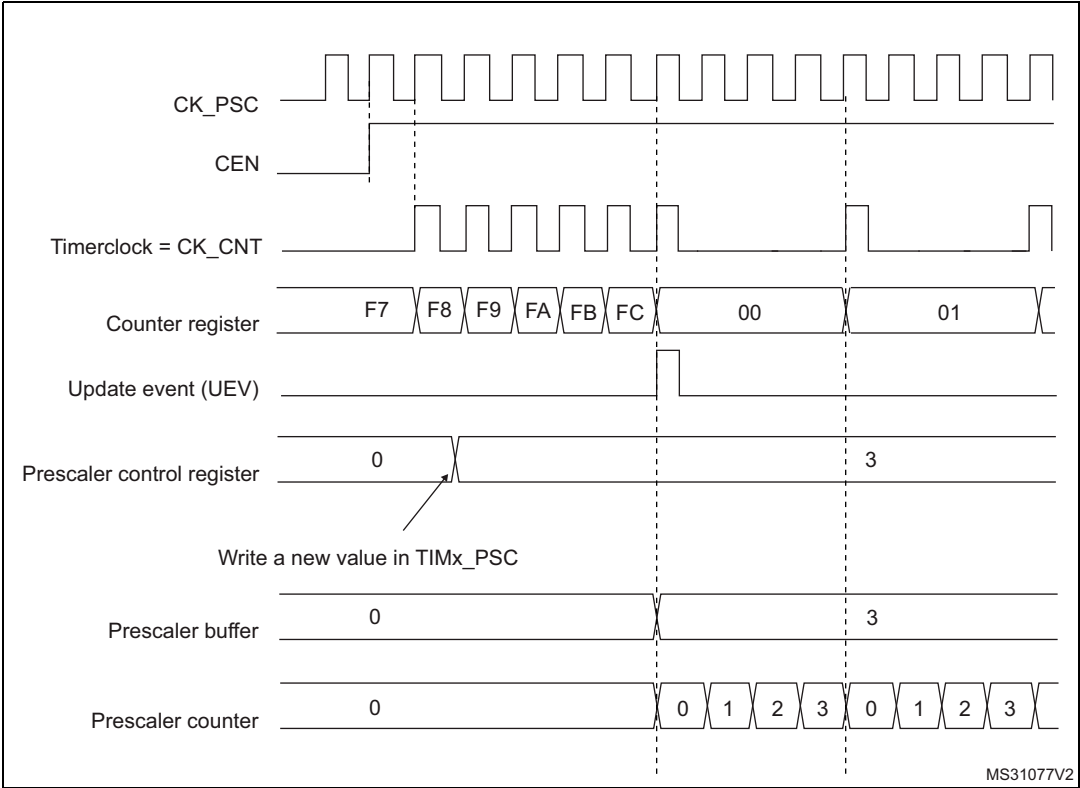 CK_PSC
CEN
Timerclock = CK_CNT
Counter register F7 F8 F9 FA FB FC 00 01
Update event (UEV)
Prescaler control register 0 3
Write a new value in TIMx_PSC
Prescaler buffer 0 3
Prescaler counter 0 0 1 2 3 0 1 2 3
MS31077V2